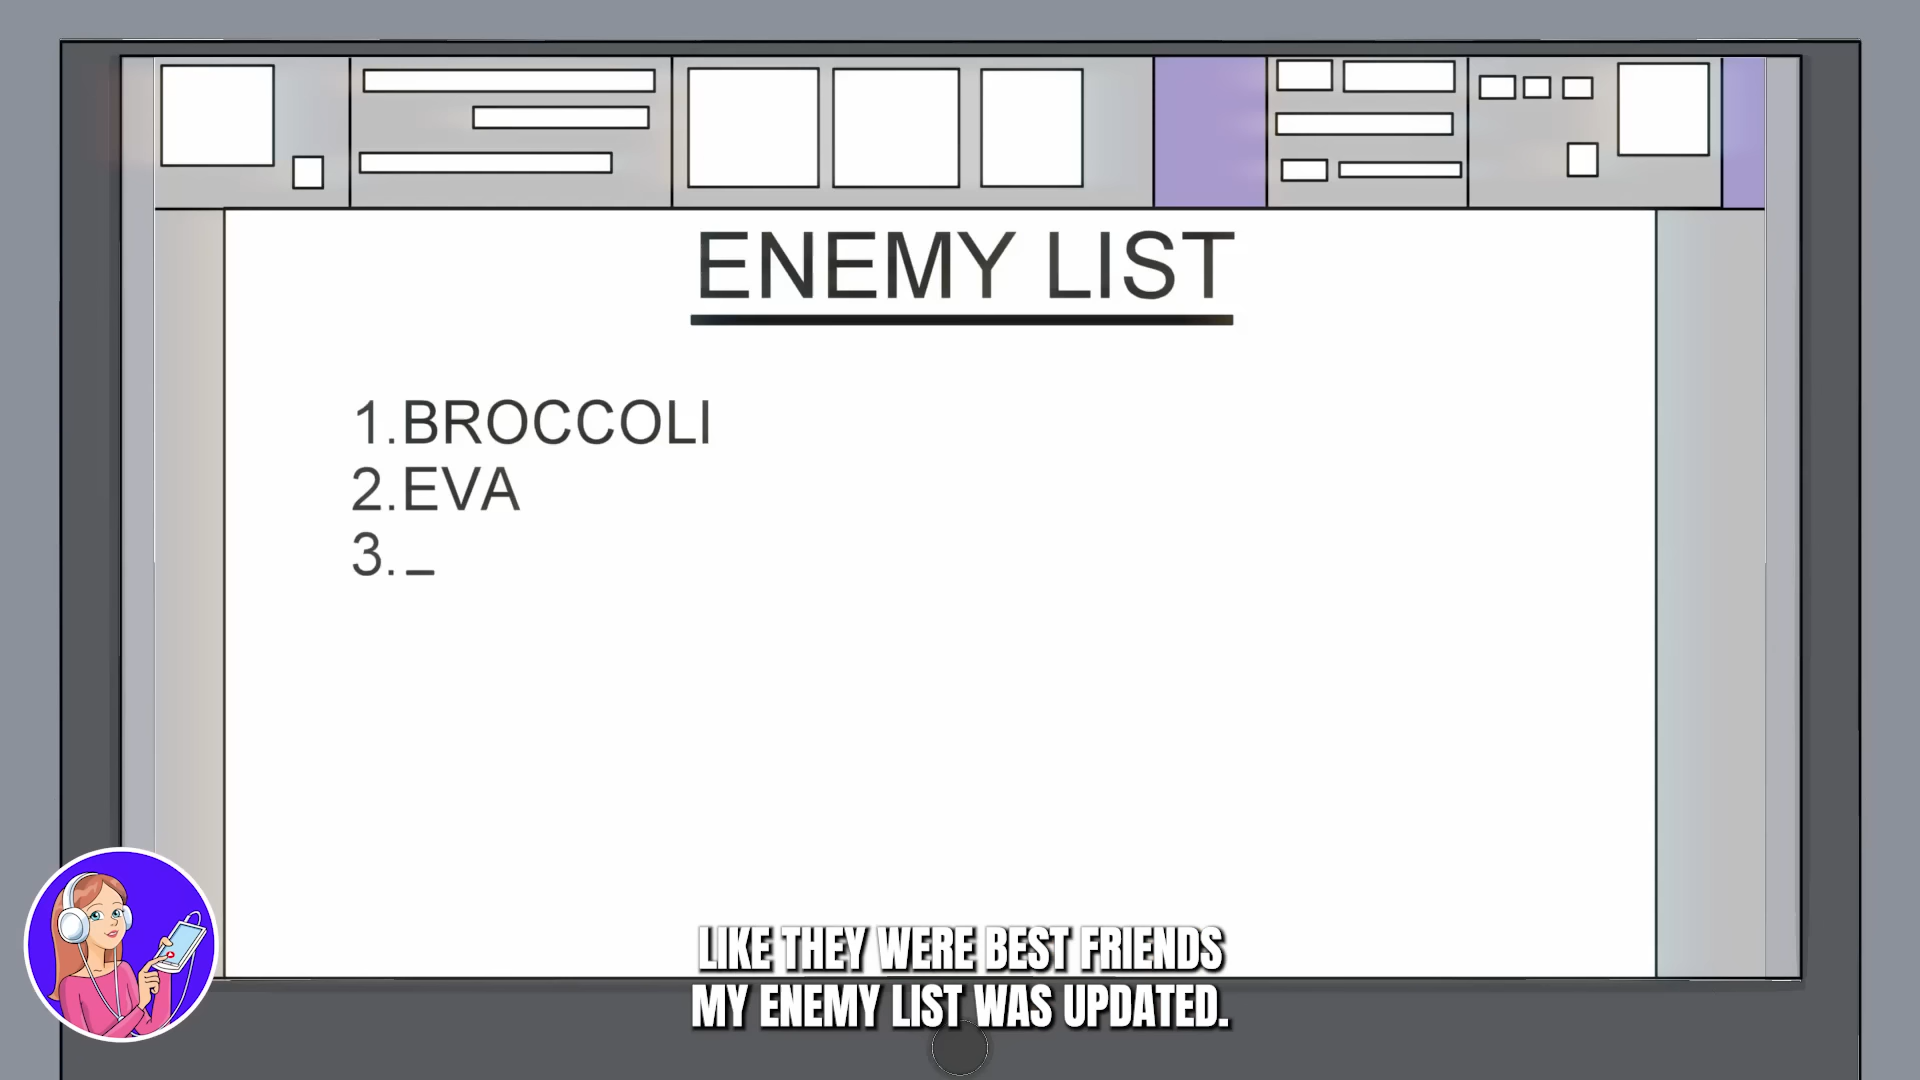 ENEMY LIST
1.BROCCOLI
2.EVA
3._
LIKE THEY WERE BEST FRIENDS
MY ENEMY LIST WAS UPDATED.